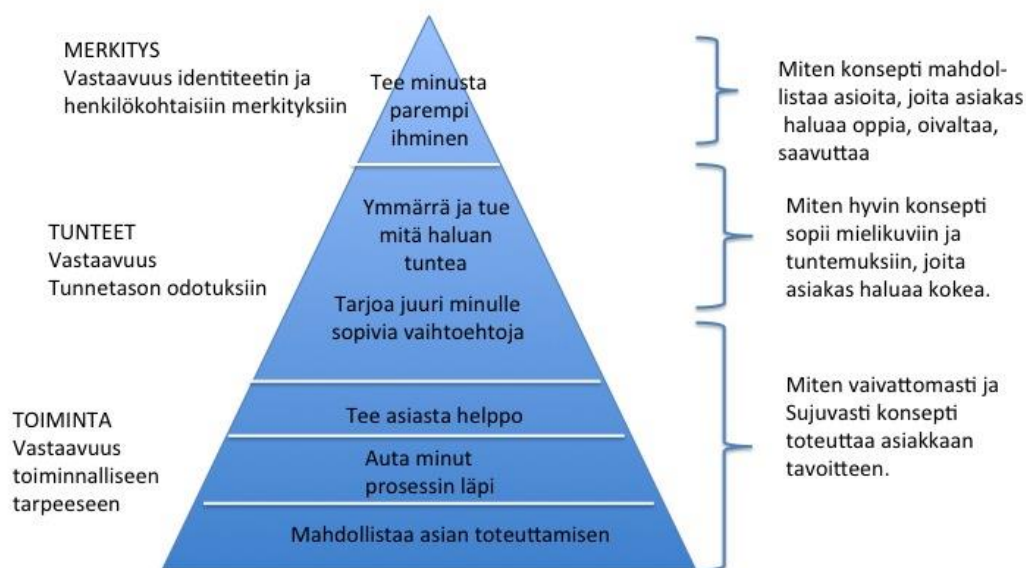 MERKITYS
Vastaavuus identiteetin ja
henkilökohtaisiin merkityksiin
TUNTEET
Vastaavuus
Tunnetason odotuksiin
TOIMINTA
Vastaavuus
toiminnalliseen
tarpeeseen
Tee minusta
parempi
ihminen
Ymmärrä ja tue
mitä haluan
tuntea
Tarjoa juuri minulle
sopivia vaihtoehtoja
Tee asiasta helppo
Auta minut
prosessin läpi
Mahdollistaa asian toteuttamisen
Miten konsepti mahdol-
listaa asioita, joita asiakas
haluaa oppia, oivaltaa,
saavuttaa
Miten hyvin konsepti
sopii mielikuviin ja
tuntemuksiin, joita
asiakas haluaa kokea.
Miten vaivattomasti ja
Sujuvasti konsepti
toteuttaa asiakkaan
tavoitteen.